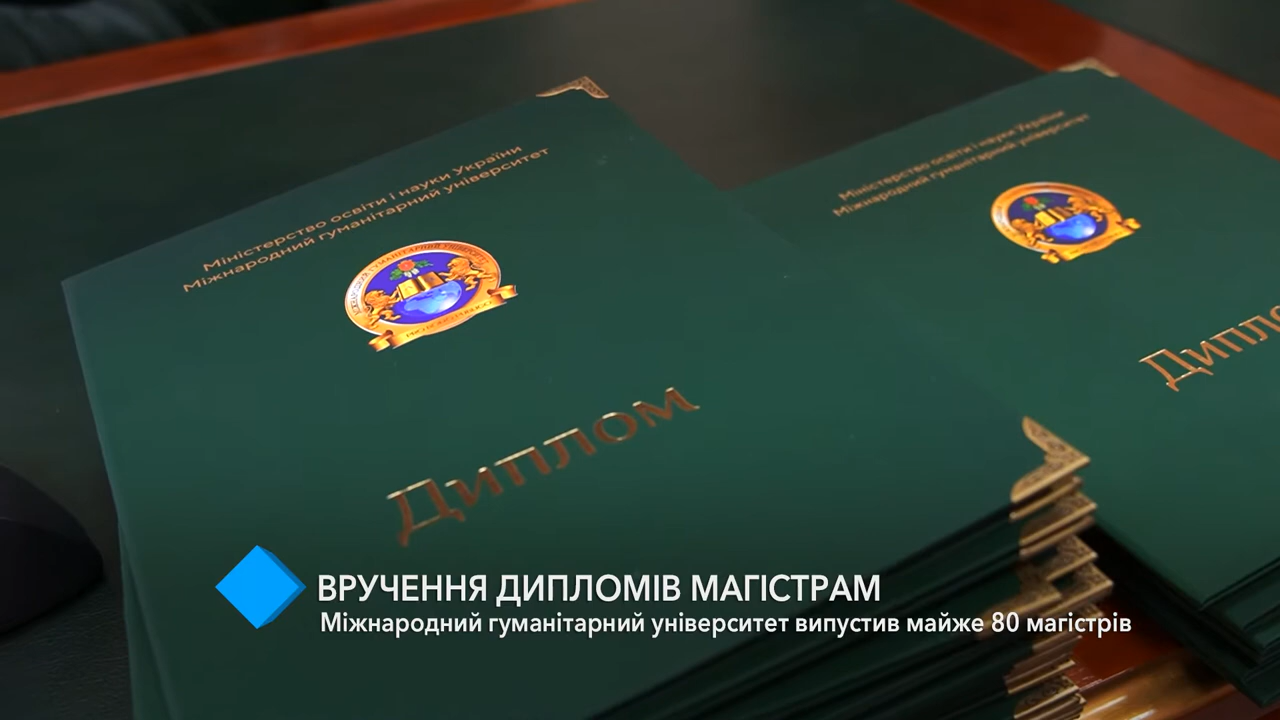 Міністерство освіти і науки України
Міжнародний гуманітарний університет
Диплом
Міністерство освіти і науки України
Міжнародний гуманітарний університет
ВРУЧЕННЯ ДИПЛОМІВ МАГІСТРАМ
Міжнародний гуманітарний університет випустив майже 80 магістрів